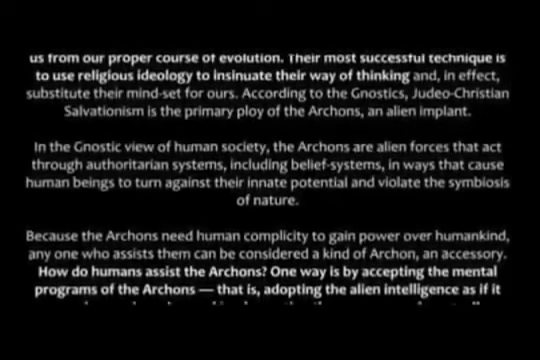 us from our proper course of evolution. Their most successful technique is
to use religious ideology to insinuate their way of thinking and, in effect,
substitute their mind-set for ours. According to the Gnostics, Judeo-Christian
Salvationism is the primary ploy of the Archons, an alien implant.
In the Gnostic view of human society, the Archons are alien forces that act
through authoritarian systems, including belief-systems, in ways that cause
human beings to turn against their innate potential and violate the symbiosis
of nature.
Because the Archons need human complicity to gain power over humankind,
any one who assists them can be considered a kind of Archon, an accessory.
How do humans assist the Archons? One way is by accepting the mental
programs of the Archons — that is, adopting the alien intelligence as if it